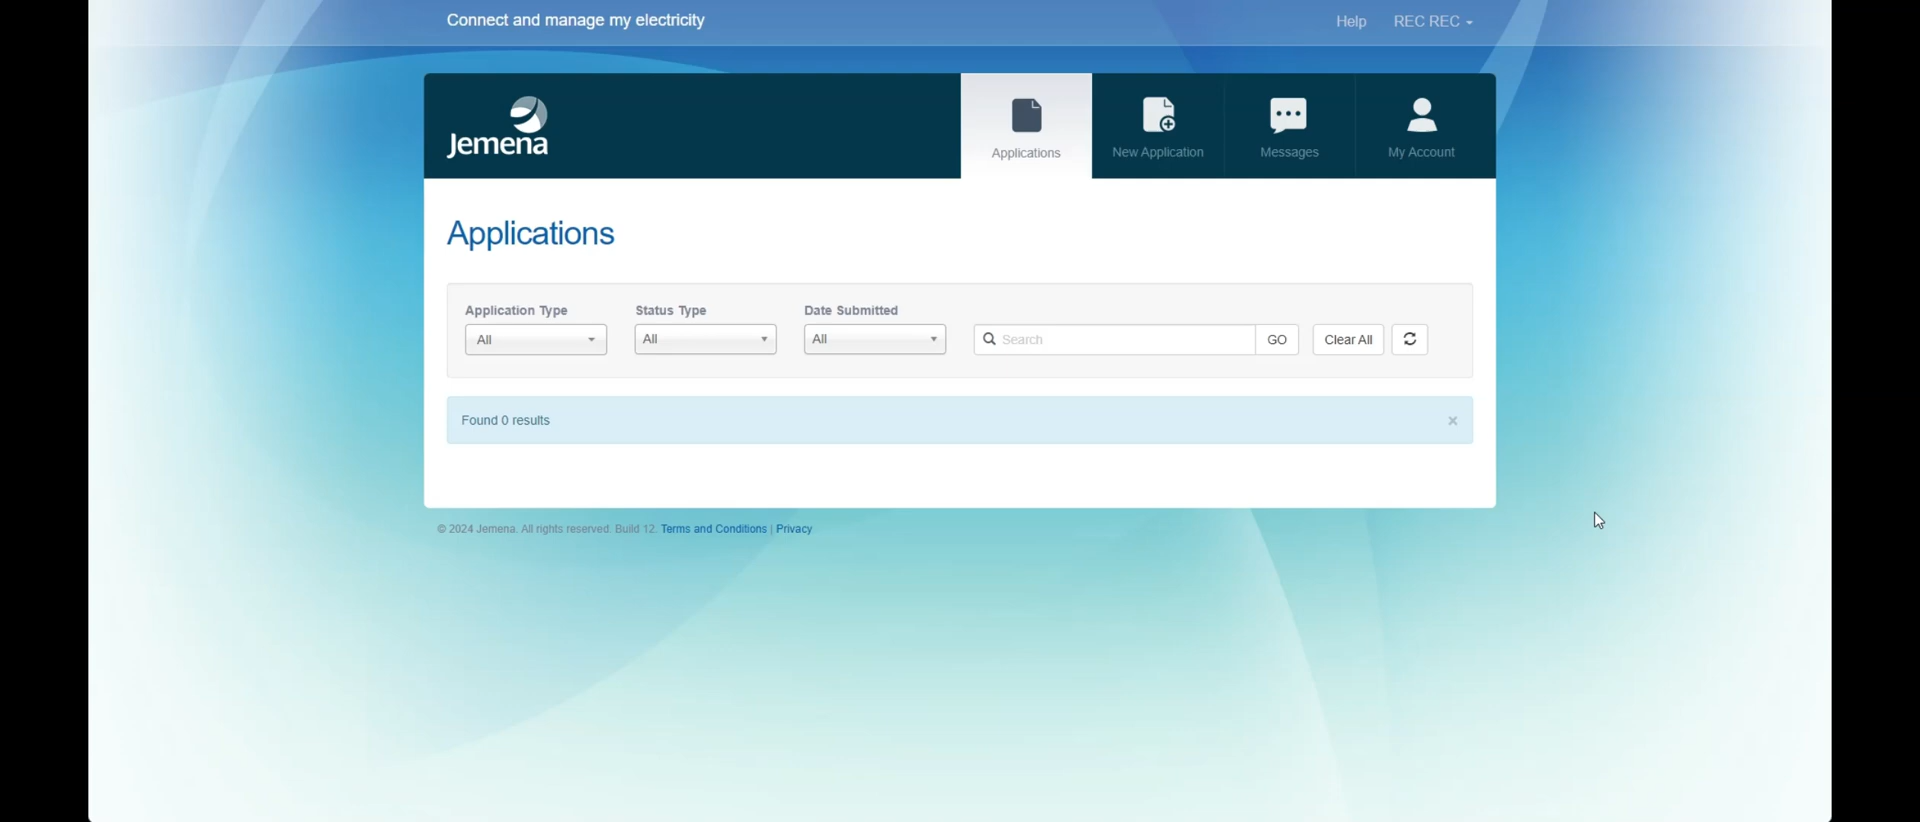 Connect and manage my electricity
Help
REC REC
Jemena
Applications
New Application
Messages
My Account
Applications
Application Type
Status Type
Date Submitted
All
All
All
Search
GO
Clear All
Found 0 results
×
© 2024 Jemena. All rights reserved. Build 12. Terms and Conditions | Privacy